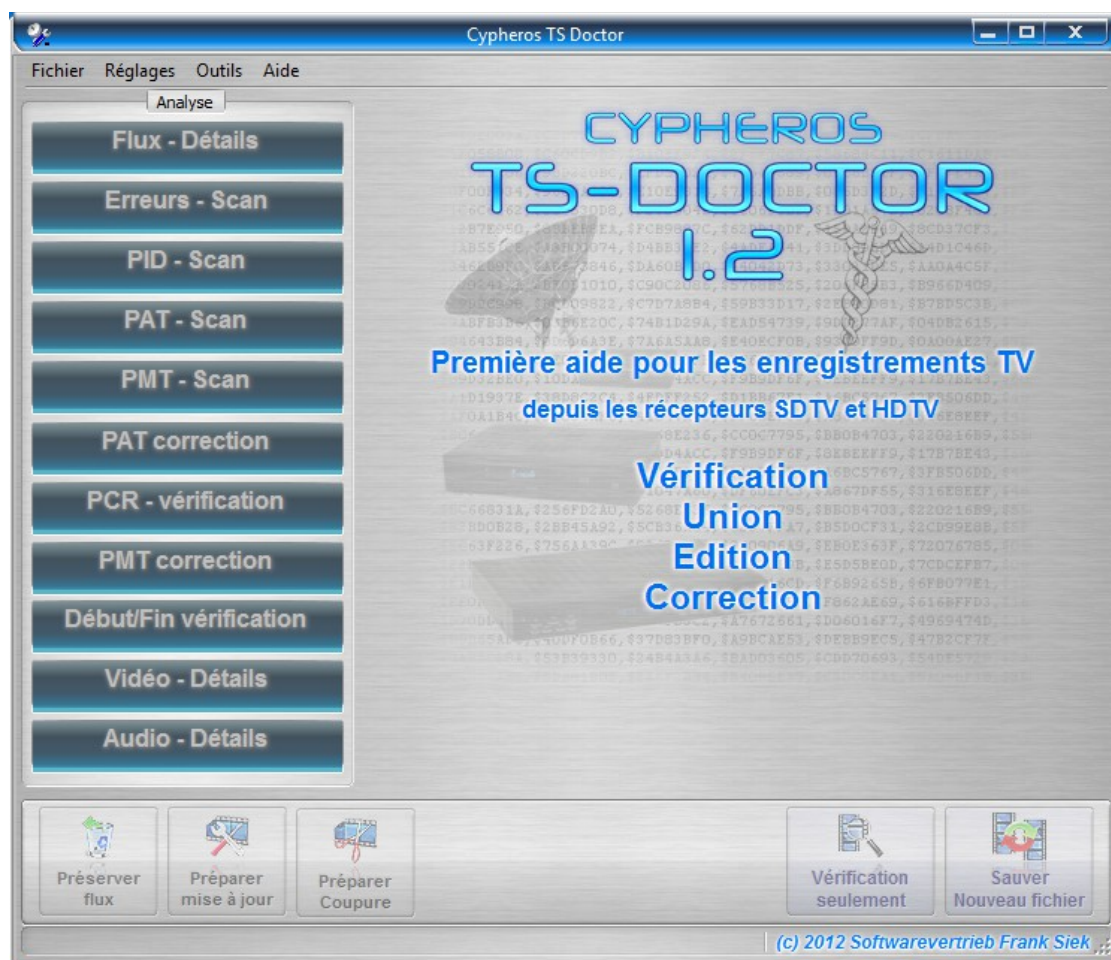 Cypheros TS Doctor
Fichier Réglages Outils Aide
Analyse
Flux - Détails
Erreurs - Scan
PID - Scan
PAT - Scan
PMT - Scan
PAT correction
PCR - vérification
PMT correction
Début/Fin vérification
Vidéo - Détails
Audio - Détails
CYPHEROS
TS-DOCTOR
1.2
Première aide pour les enregistrements TV
depuis les récepteurs SDTV et HDTV
Vérification
Union
Edition
Correction
Préserver
flux
Préparer
mise à jour
Préparer
Coupure
Vérification
seulement
Sauver
Nouveau fichier
(c) 2012 Softwarevertrieb Frank Siek